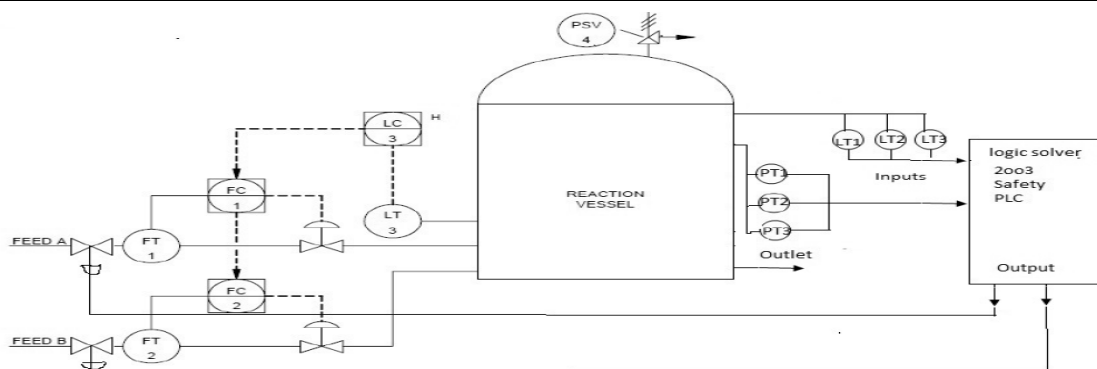 PSV
4
LC
3
H
LT1
LT2
LT3
logic solver
2oo3
Safety
PLC
Inputs
FC
1
PT1
REACTION
VESSEL
PT2
LT
3
PT3
FEED A
FT
1
Outlet
Output
FC
2
FEED B
FT
2